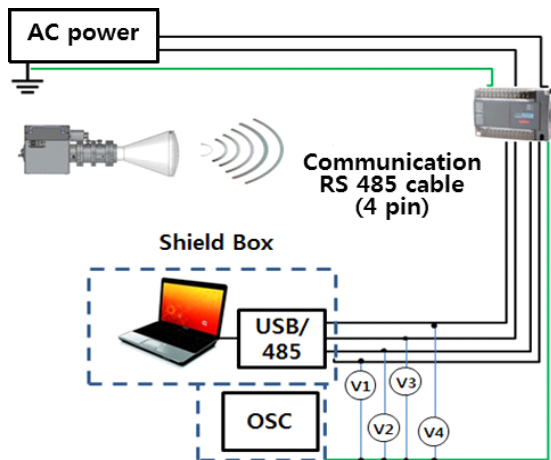 AC power
Communication
RS 485 cable
(4 pin)
Shield Box
USB/
485
V1
V3
V2
V4
OSC